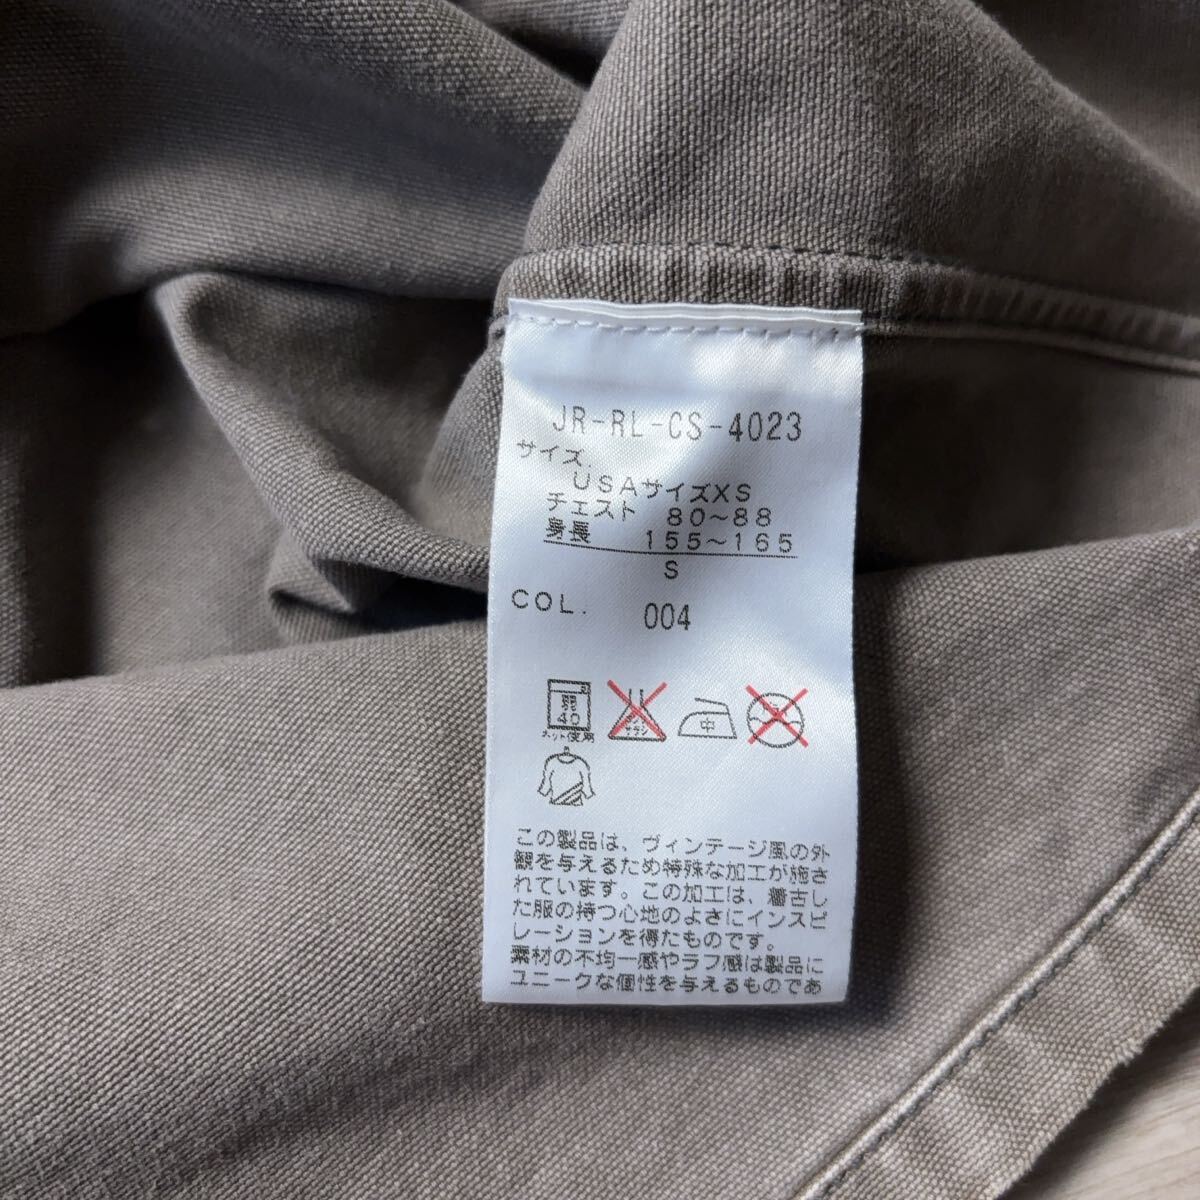 JR-RL-CS-4023
サイズ.
USAサイズXS
チェスト 80〜88
身長 155〜165
S
COL. 004
40
中
ネット使用
この製品は、ヴィンテージ風の外
観を与えるため特殊な加工が施さ
れています。この加工は、着古し
た服の持つ心地のよさにインスピ
レーションを得たものです。
素材の不均一感やラフ感は製品に
ユニークな個性を与えるものであ